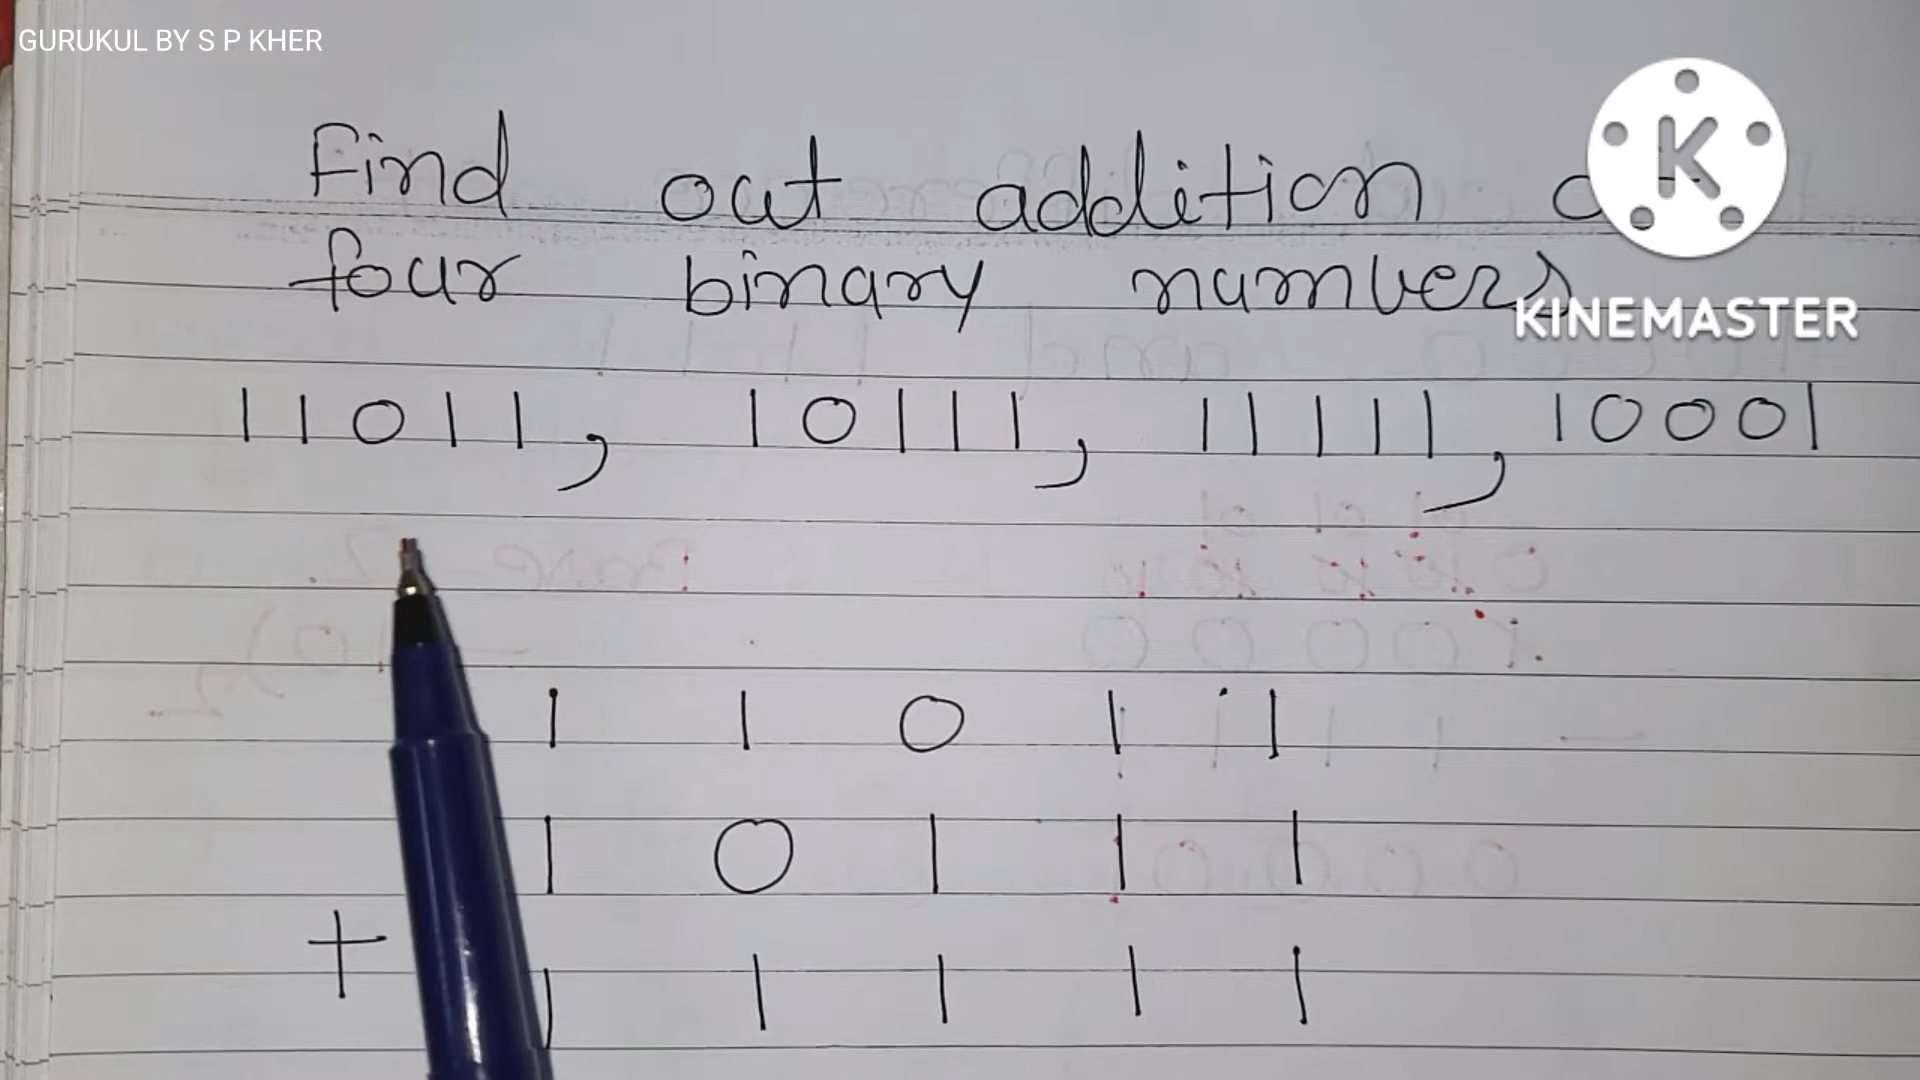 GURUKUL BY S P KHER
Find out addition
four binary numbers
KINEMASTER
11011, 10111, 11111, 10001
1 1 0 1 1
1 0 1 1 1
+ 1 1 1 1 1